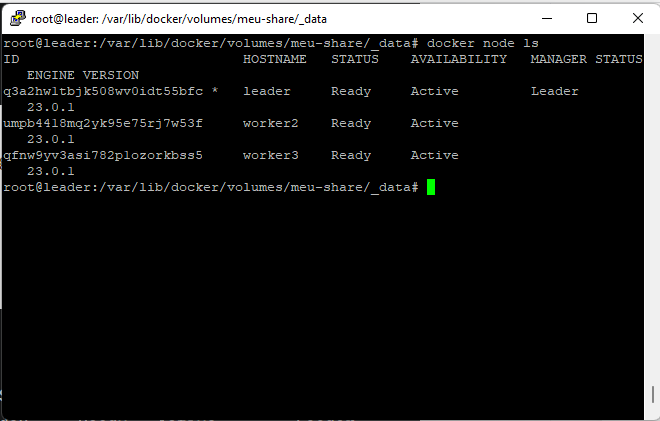 root@leader: /var/lib/docker/volumes/meu-share/_data
root@leader:/var/lib/docker/volumes/meu-share/_data# docker node ls
ID HOSTNAME STATUS AVAILABILITY MANAGER STATUS
ENGINE VERSION
q3a2hw1tbjk508wv0idt55bfc * leader Ready Active Leader
23.0.1
umpb4418mq2yk95e75rj7w53f worker2 Ready Active
23.0.1
qfnw9yv3asi782p1ozorkbss5 worker3 Ready Active
23.0.1
root@leader:/var/lib/docker/volumes/meu-share/_data#